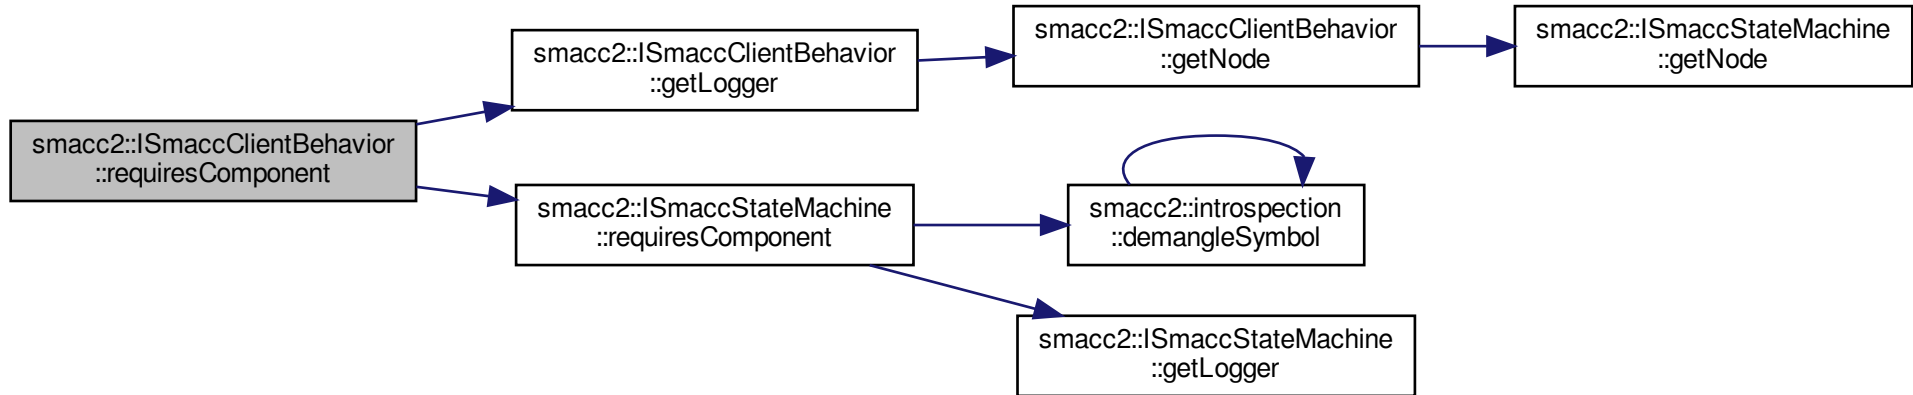 smacc2::ISmaccClientBehavior
::requiresComponent
smacc2::ISmaccClientBehavior
::getLogger
smacc2::ISmaccClientBehavior
::getNode
smacc2::ISmaccStateMachine
::getNode
smacc2::ISmaccStateMachine
::requiresComponent
smacc2::introspection
::demangleSymbol
smacc2::ISmaccStateMachine
::getLogger